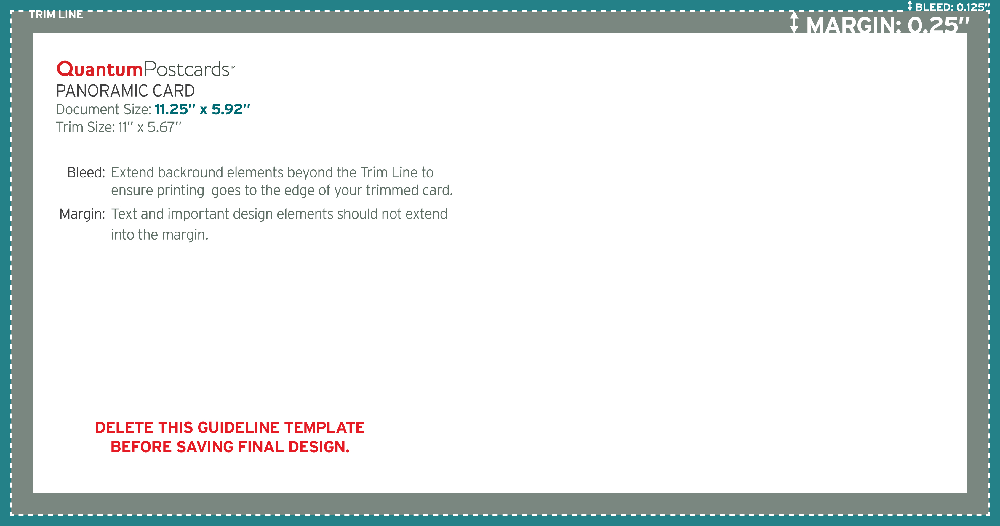 BLEED: 0.125"
TRIM LINE
MARGIN: 0.25"
QuantumPostcards™
PANORAMIC CARD
Document Size: 11.25" x 5.92"
Trim Size: 11" x 5.67"
Bleed: Extend backround elements beyond the Trim Line to
ensure printing  goes to the edge of your trimmed card.
Margin: Text and important design elements should not extend
into the margin.
DELETE THIS GUIDELINE TEMPLATE
BEFORE SAVING FINAL DESIGN.